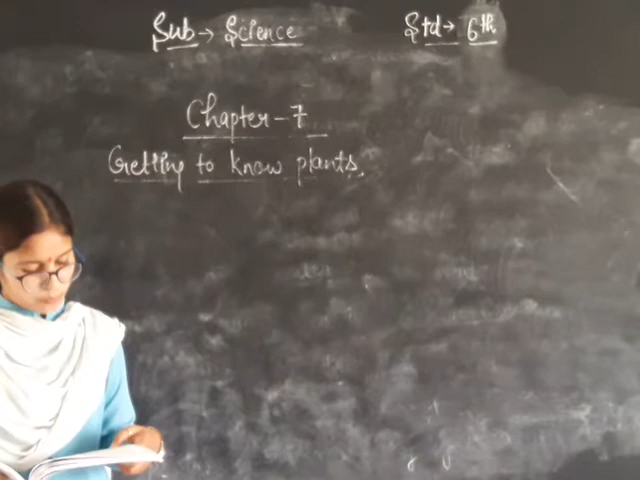 Sub → Science
Std → 6th
Chapter - 7
Getting to know plants.